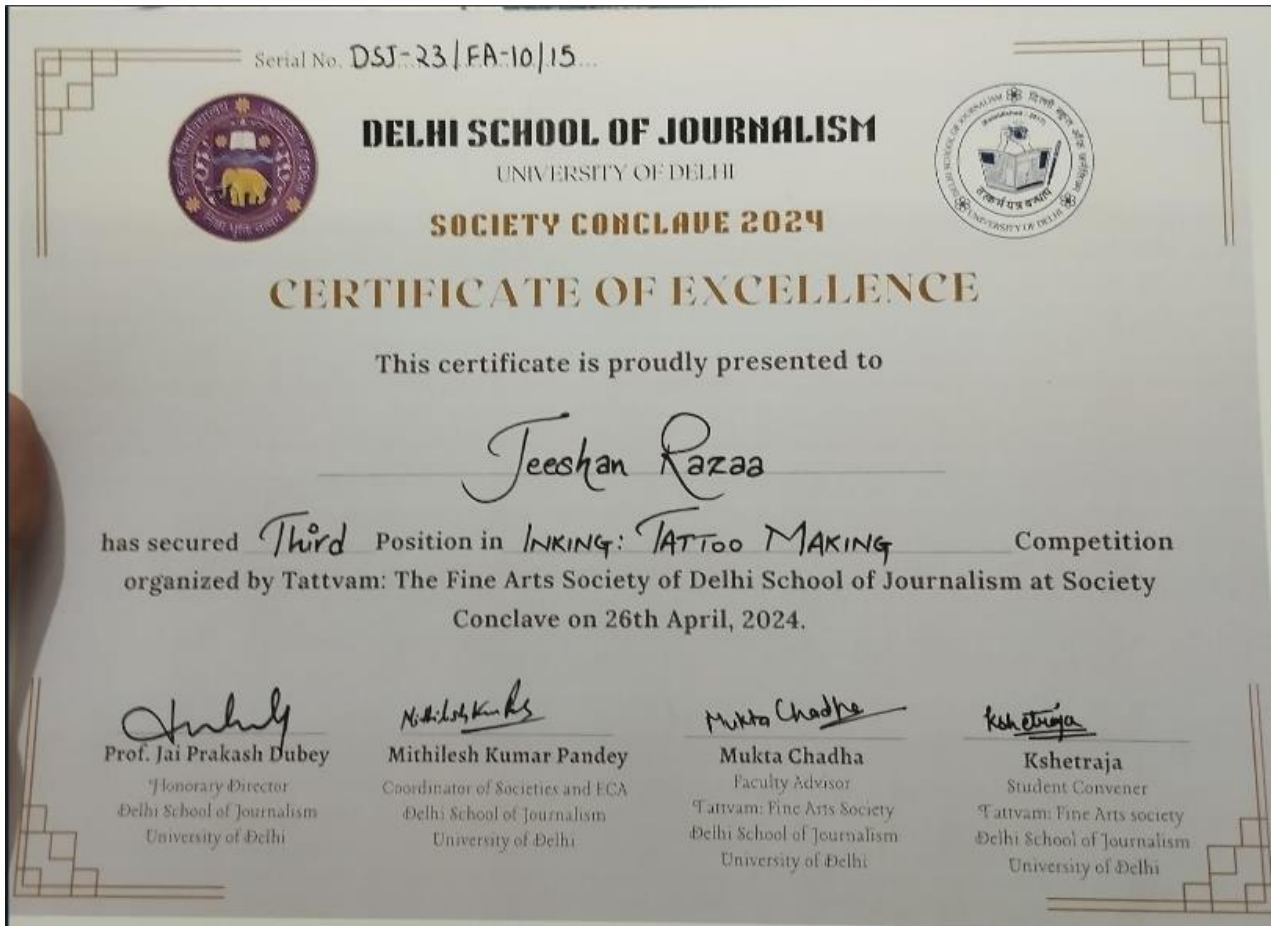 Serial No. DSJ-23/FA-10/15
DELHI SCHOOL OF JOURNALISM
UNIVERSITY OF DELHI
SOCIETY CONCLAVE 2024
CERTIFICATE OF EXCELLENCE
This certificate is proudly presented to
Jeeshan Razaa
has secured Third Position in INKING: TATTOO MAKING Competition
organized by Tattvam: The Fine Arts Society of Delhi School of Journalism at Society
Conclave on 26th April, 2024.
Mukta Chadha
Kshetraja
Prof. Jai Prakash Dubey
Honorary Director
Delhi School of Journalism
University of Delhi
Mithilesh Kumar Pandey
Coordinator of Societies and ECA
Delhi School of Journalism
University of Delhi
Mukta Chadha
Faculty Advisor
Tattvam: Fine Arts Society
Delhi School of Journalism
University of Delhi
Kshetraja
Student Convener
Tattvam: Fine Arts society
Delhi School of Journalism
University of Delhi